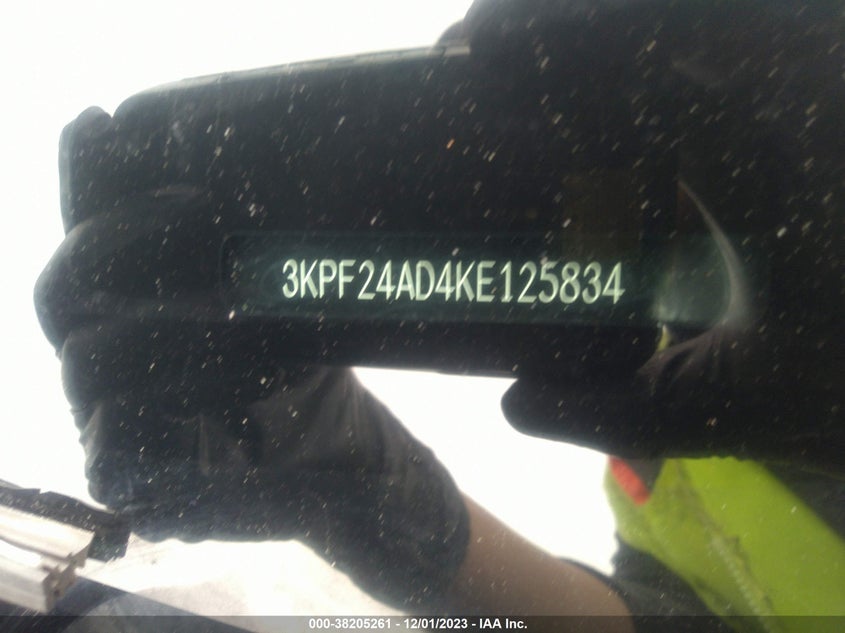 3KPF24AD4KE125834
000-38205261 - 12/01/2023 - IAA Inc.